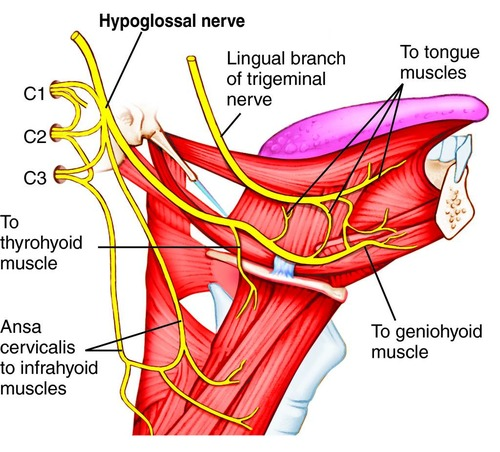 Hypoglossal nerve
Lingual branch
of trigeminal
nerve
To tongue
muscles
C1
C2
C3
To
thyrohyoid
muscle
Ansa
cervicalis
to infrahyoid
muscles
To geniohyoid
muscle